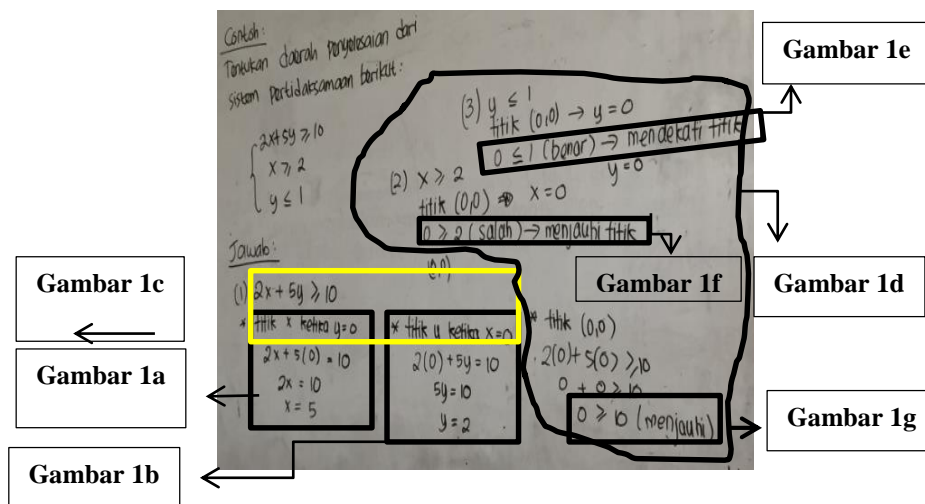 Contoh:
Tentukan daerah penyelesaian dari
sistem pertidaksamaan berikut:
2x+5y ≥ 10
x ≥ 2
y ≤ 1
(3) y ≤ 1
titik (0,0) → y = 0
0 ≤ 1 (benar) → mendekati titik
y = 0
(2) x ≥ 2
titik (0,0) → x = 0
0 ≥ 2 (salah) → menjauhi titik
(0,0)
Jawab:
(1) 2x + 5y ≥ 10
* titik x ketika y=0
2x + 5(0) = 10
2x = 10
x = 5
* titik y ketika x=0
2(0) + 5y = 10
5y = 10
y = 2
* titik (0,0)
2(0) + 5(0) ≥ 10
0 + 0 ≥ 10
0 ≥ 10 (menjauhi)
Gambar 1e
Gambar 1d
Gambar 1f
Gambar 1g
Gambar 1c
Gambar 1a
Gambar 1b